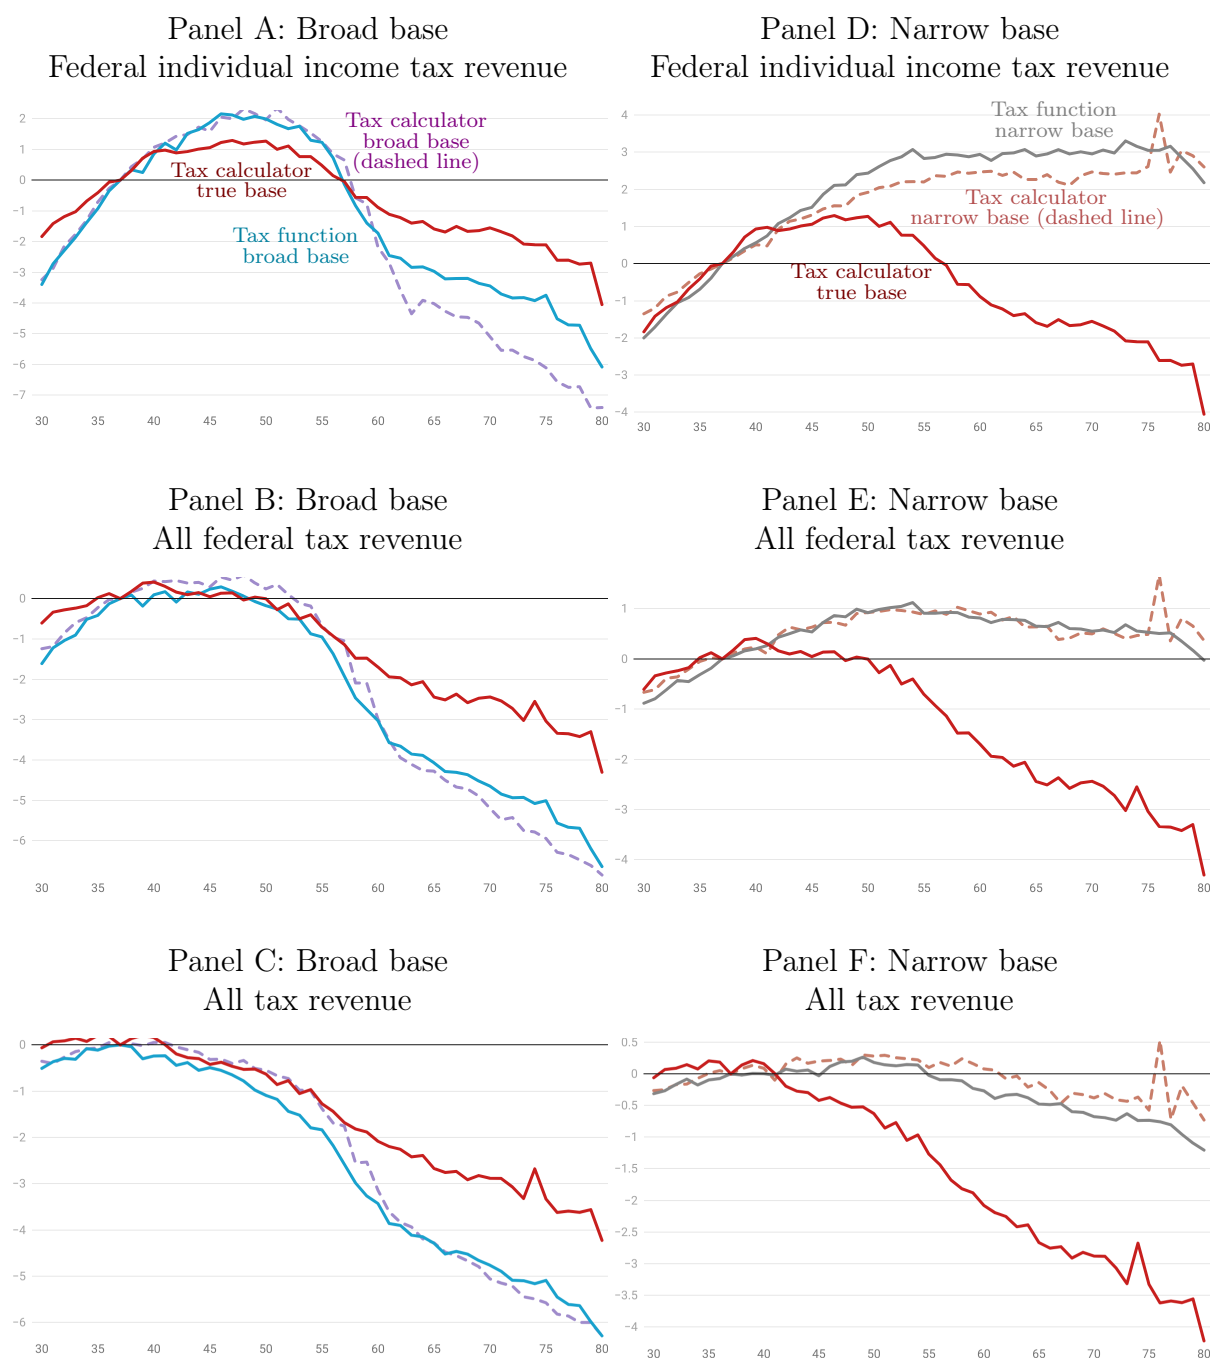 Panel A: Broad base
Federal individual income tax revenue
2
1
0
−1
−2
−3
−4
−5
−6
−7
30 35 40 45 50 55 60 65 70 75 80
Tax calculator
broad base
(dashed line)
Tax calculator
true base
Tax function
broad base
Panel D: Narrow base
Federal individual income tax revenue
4
3
2
1
0
−1
−2
−3
−4
30 35 40 45 50 55 60 65 70 75 80
Tax function
narrow base
Tax calculator
narrow base (dashed line)
Tax calculator
true base
Panel B: Broad base
All federal tax revenue
0
−1
−2
−3
−4
−5
−6
30 35 40 45 50 55 60 65 70 75 80
Panel E: Narrow base
All federal tax revenue
1
0
−1
−2
−3
−4
30 35 40 45 50 55 60 65 70 75 80
Panel C: Broad base
All tax revenue
0
−1
−2
−3
−4
−5
−6
30 35 40 45 50 55 60 65 70 75 80
Panel F: Narrow base
All tax revenue
0.5
0
−0.5
−1
−1.5
−2
−2.5
−3
−3.5
−4
30 35 40 45 50 55 60 65 70 75 80